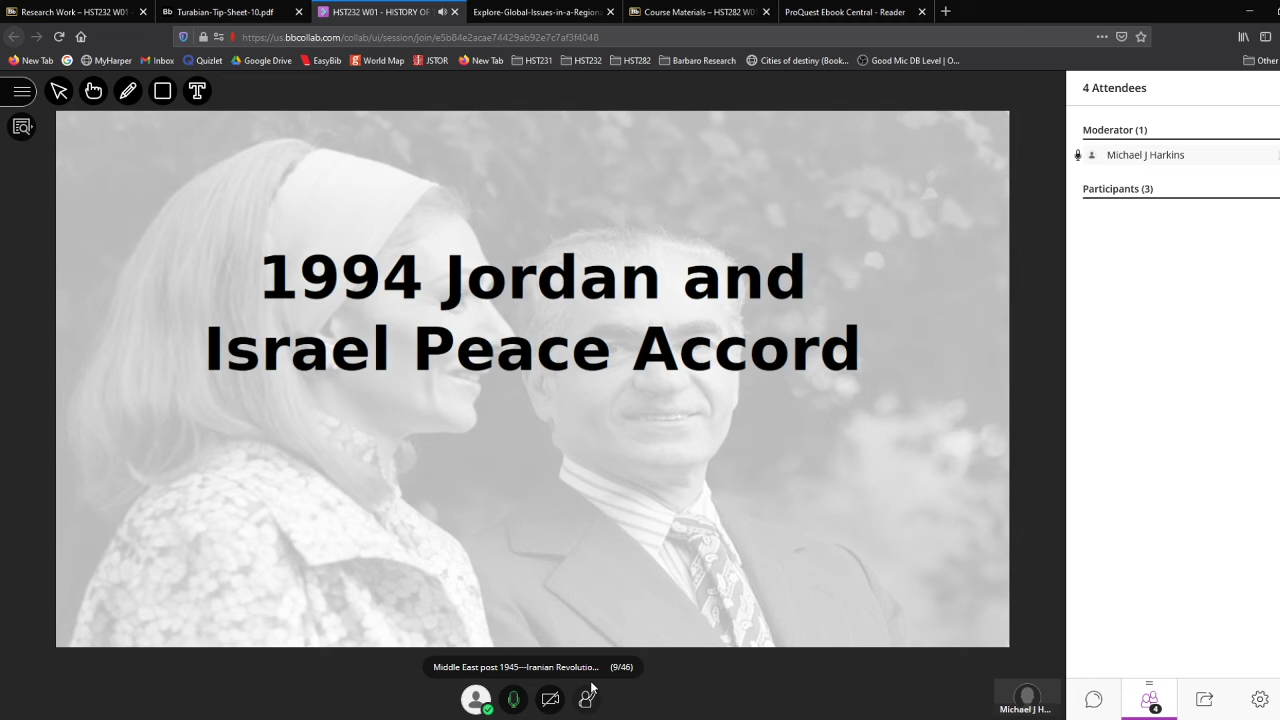 Research Work – HST232 W01
Turabian-Tip-Sheet-10.pdf
HST232 W01 - HISTORY OF
Explore-Global-Issues-in-a-Region
Course Materials – HST282 W0
ProQuest Ebook Central - Reader
https://us.bbcollab.com/collab/ui/session/join/e5b84e2acae74429ab92e7c7af3f4048
New Tab
MyHarper
Inbox
Quizlet
Google Drive
EasyBib
World Map
JSTOR
New Tab
HST231
HST232
HST282
Barbaro Research
Cities of destiny (Book...
Good Mic DB Level | O...
Other
1994 Jordan and
Israel Peace Accord
Middle East post 1945---Iranian Revolutio... (9/46)
Michael J H...
4 Attendees
Moderator (1)
Michael J Harkins
Participants (3)
4